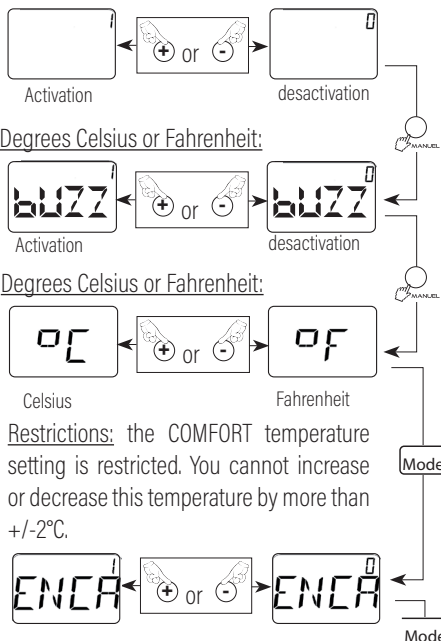 1 + or - 0
Activation desactivation
MANUEL
Degrees Celsius or Fahrenheit:
1 bUZZ + or - 0 bUZZ
Activation desactivation
Degrees Celsius or Fahrenheit:
MANUEL
°C + or - °F
Celsius Fahrenheit
Restrictions: the COMFORT temperature
setting is restricted. You cannot increase
or decrease this temperature by more than
+/-2°C.
Mode
1 ENCA + or - 0 ENCA
Mode